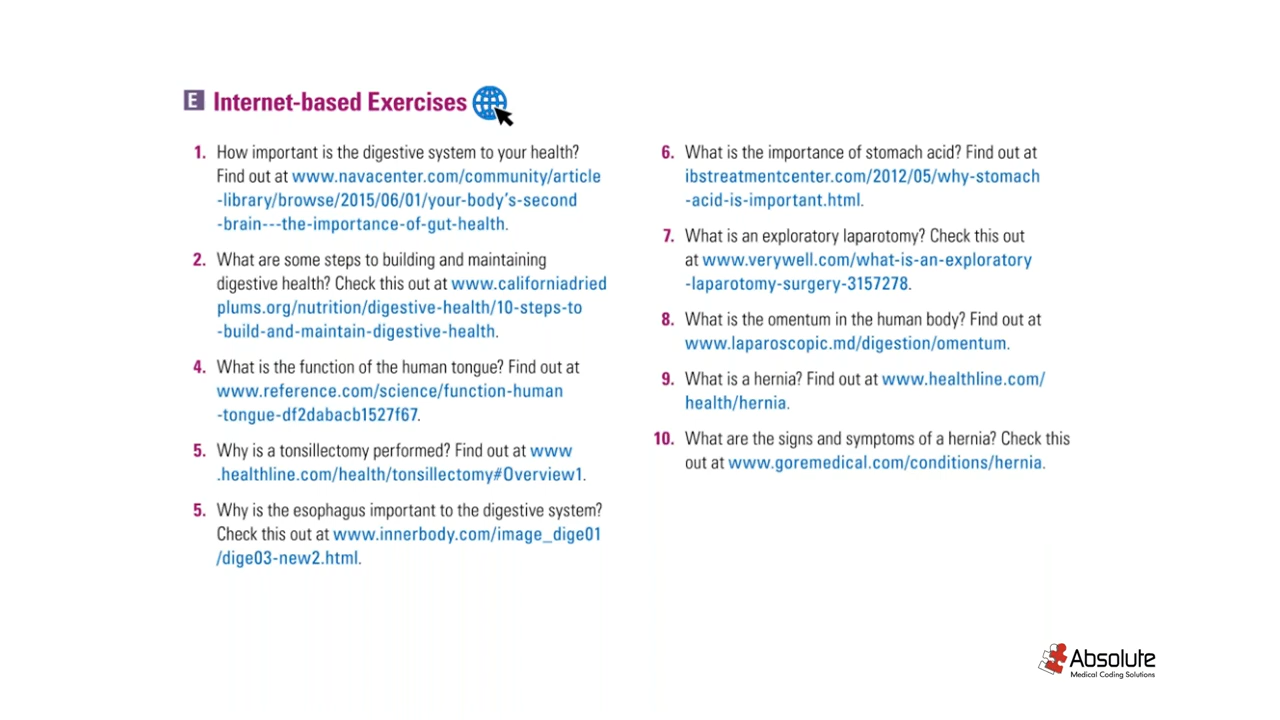 E Internet-based Exercises
1. How important is the digestive system to your health?
Find out at www.navacenter.com/community/article
-library/browse/2015/06/01/your-body's-second
-brain---the-importance-of-gut-health.
2. What are some steps to building and maintaining
digestive health? Check this out at www.californiadried
plums.org/nutrition/digestive-health/10-steps-to
-build-and-maintain-digestive-health.
4. What is the function of the human tongue? Find out at
www.reference.com/science/function-human
-tongue-df2dabacb1527f67.
5. Why is a tonsillectomy performed? Find out at www
.healthline.com/health/tonsillectomy#Overview1.
5. Why is the esophagus important to the digestive system?
Check this out at www.innerbody.com/image_dige01
/dige03-new2.html.
6. What is the importance of stomach acid? Find out at
ibstreatmentcenter.com/2012/05/why-stomach
-acid-is-important.html.
7. What is an exploratory laparotomy? Check this out
at www.verywell.com/what-is-an-exploratory
-laparotomy-surgery-3157278.
8. What is the omentum in the human body? Find out at
www.laparoscopic.md/digestion/omentum.
9. What is a hernia? Find out at www.healthline.com/
health/hernia.
10. What are the signs and symptoms of a hernia? Check this
out at www.goremedical.com/conditions/hernia.
Absolute
Medical Coding Solutions